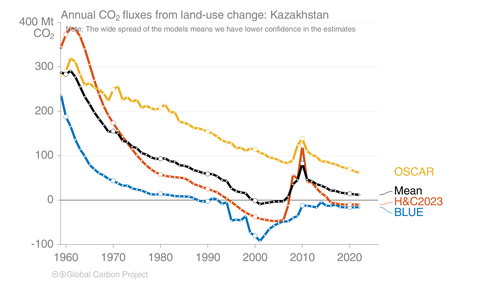 Annual CO₂ fluxes from land-use change: Kazakhstan
Note: The wide spread of the models means we have lower confidence in the estimates
400 Mt
CO₂
300
200
100
0
-100
1960 1970 1980 1990 2000 2010 2020
OSCAR
Mean
H&C2023
BLUE
Global Carbon Project